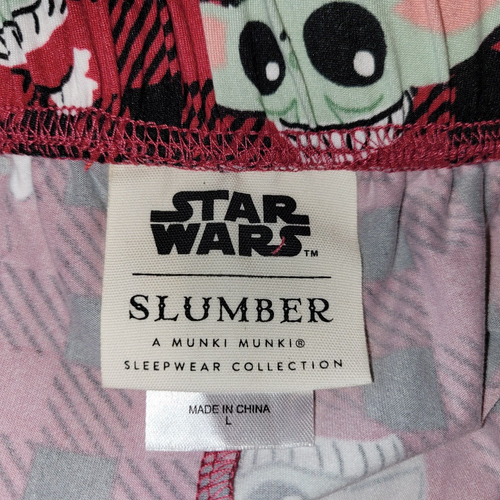 STAR
WARS™
SLUMBER
A MUNKI MUNKI®
SLEEPWEAR COLLECTION
MADE IN CHINA
L